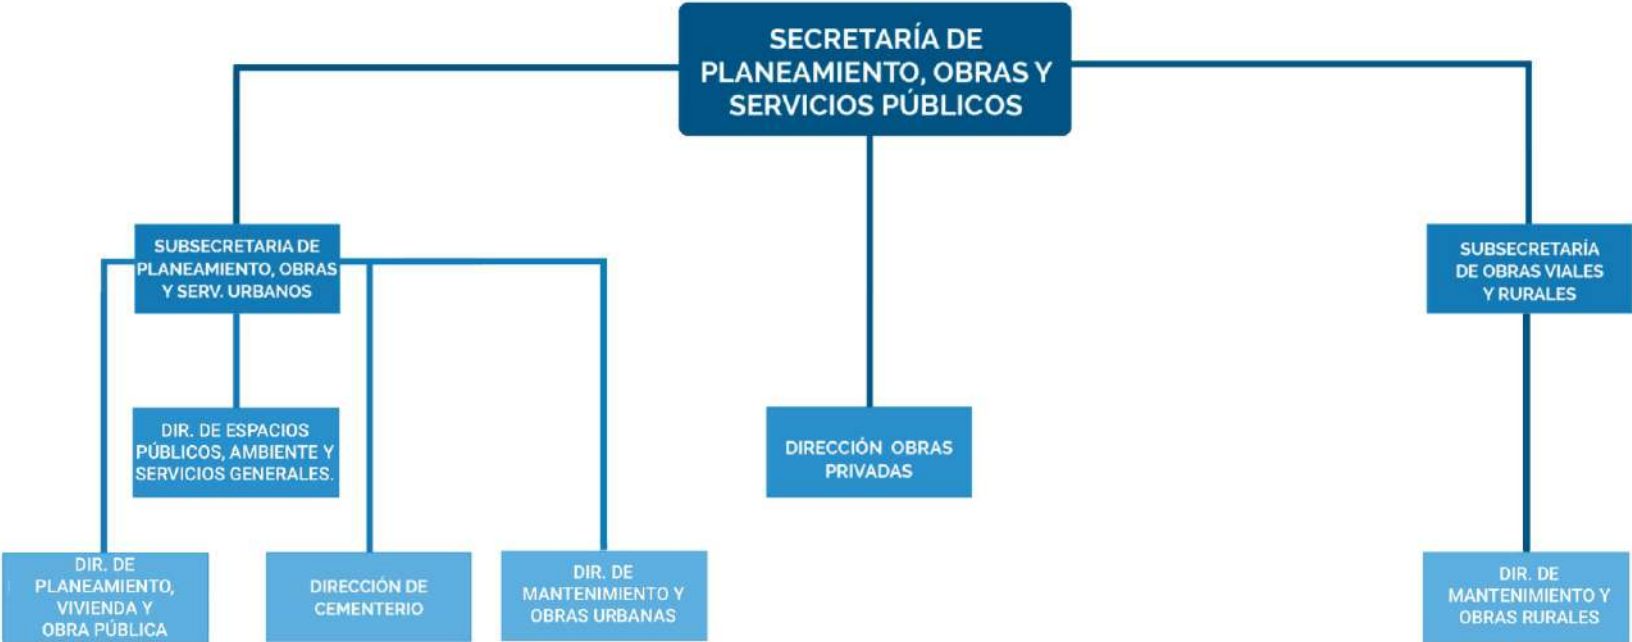 SECRETARÍA DE
PLANEAMIENTO, OBRAS Y
SERVICIOS PÚBLICOS
SUBSECRETARIA DE
PLANEAMIENTO, OBRAS
Y SERV. URBANOS
SUBSECRETARÍA
DE OBRAS VIALES
Y RURALES
DIR. DE ESPACIOS
PÚBLICOS, AMBIENTE Y
SERVICIOS GENERALES.
DIRECCIÓN OBRAS
PRIVADAS
DIR. DE
PLANEAMIENTO,
VIVIENDA Y
OBRA PÚBLICA
DIRECCIÓN DE
CEMENTERIO
DIR. DE
MANTENIMIENTO Y
OBRAS URBANAS
DIR. DE
MANTENIMIENTO Y
OBRAS RURALES